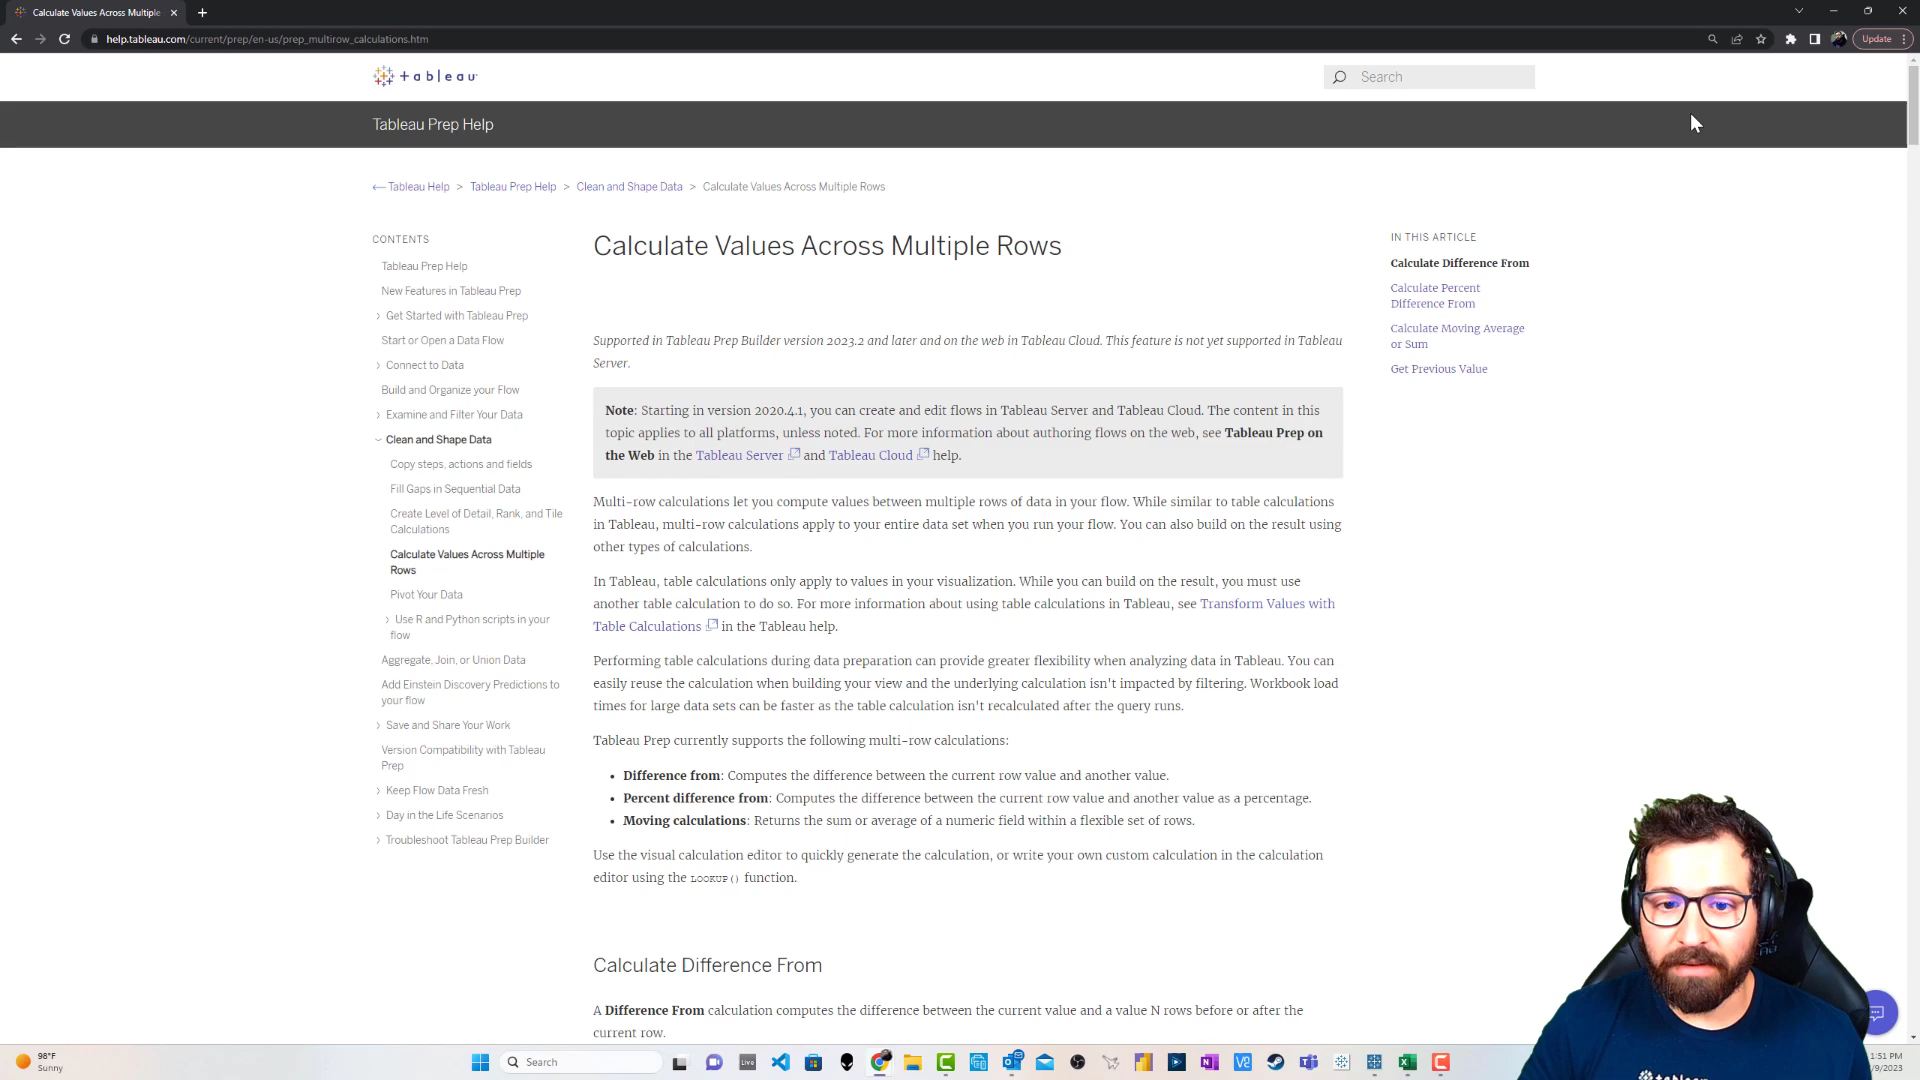 Calculate Values Across Multiple
help.tableau.com/current/prep/en-us/prep_multirow_calculations.htm
Update
tableau
Search
Tableau Prep Help
Tableau Help > Tableau Prep Help > Clean and Shape Data > Calculate Values Across Multiple Rows
CONTENTS
Tableau Prep Help
New Features in Tableau Prep
Get Started with Tableau Prep
Start or Open a Data Flow
Connect to Data
Build and Organize your Flow
Examine and Filter Your Data
Clean and Shape Data
Copy steps, actions and fields
Fill Gaps in Sequential Data
Create Level of Detail, Rank, and Tile
Calculations
Calculate Values Across Multiple
Rows
Pivot Your Data
Use R and Python scripts in your
flow
Aggregate, Join, or Union Data
Add Einstein Discovery Predictions to
your flow
Save and Share Your Work
Version Compatibility with Tableau
Prep
Keep Flow Data Fresh
Day in the Life Scenarios
Troubleshoot Tableau Prep Builder
Calculate Values Across Multiple Rows
Supported in Tableau Prep Builder version 2023.2 and later and on the web in Tableau Cloud. This feature is not yet supported in Tableau
Server.
Note: Starting in version 2020.4.1, you can create and edit flows in Tableau Server and Tableau Cloud. The content in this
topic applies to all platforms, unless noted. For more information about authoring flows on the web, see Tableau Prep on
the Web in the Tableau Server and Tableau Cloud help.
Multi-row calculations let you compute values between multiple rows of data in your flow. While similar to table calculations
in Tableau, multi-row calculations apply to your entire data set when you run your flow. You can also build on the result using
other types of calculations.
In Tableau, table calculations only apply to values in your visualization. While you can build on the result, you must use
another table calculation to do so. For more information about using table calculations in Tableau, see Transform Values with
Table Calculations in the Tableau help.
Performing table calculations during data preparation can provide greater flexibility when analyzing data in Tableau. You can
easily reuse the calculation when building your view and the underlying calculation isn't impacted by filtering. Workbook load
times for large data sets can be faster as the table calculation isn't recalculated after the query runs.
Tableau Prep currently supports the following multi-row calculations:
• Difference from: Computes the difference between the current row value and another value.
• Percent difference from: Computes the difference between the current row value and another value as a percentage.
• Moving calculations: Returns the sum or average of a numeric field within a flexible set of rows.
Use the visual calculation editor to quickly generate the calculation, or write your own custom calculation in the calculation
editor using the LOOKUP() function.
Calculate Difference From
A Difference From calculation computes the difference between the current value and a value N rows before or after the
current row.
IN THIS ARTICLE
Calculate Difference From
Calculate Percent
Difference From
Calculate Moving Average
or Sum
Get Previous Value
98°F
Sunny
Search
Live
1:51 PM
/9/2023